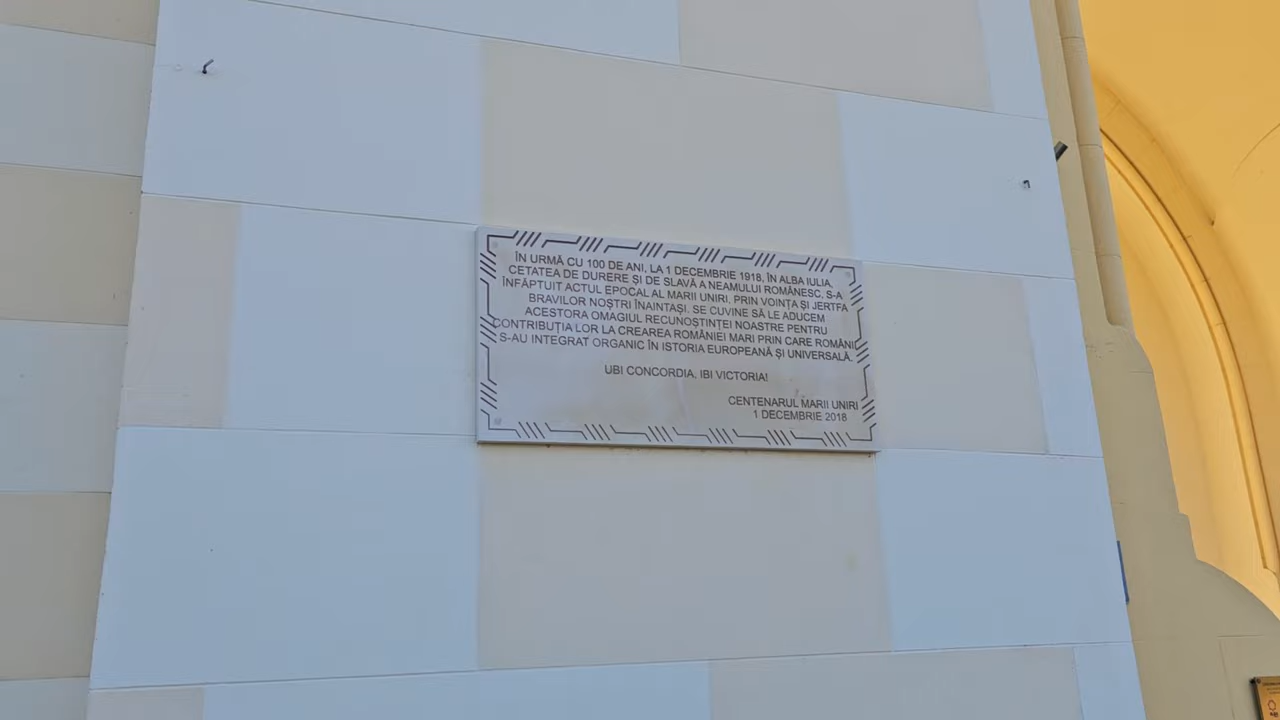 ÎN URMĂ CU 100 DE ANI, LA 1 DECEMBRIE 1918, ÎN ALBA IULIA,
CETATEA DE DURERE ȘI DE SLAVĂ A NEAMULUI ROMÂNESC, S-A
ÎNFĂPTUIT ACTUL EPOCAL AL MARII UNIRI, PRIN VOINȚA ȘI JERTFA
BRAVILOR NOȘTRI ÎNAINTAȘI. SE CUVINE SĂ LE ADUCEM
ACESTORA OMAGIUL RECUNOȘTINȚEI NOASTRE PENTRU
CONTRIBUȚIA LOR LA CREAREA ROMÂNIEI MARI PRIN CARE ROMÂNII
S-AU INTEGRAT ORGANIC ÎN ISTORIA EUROPEANĂ ȘI UNIVERSALĂ.
UBI CONCORDIA, IBI VICTORIA!
CENTENARUL MARII UNIRI
1 DECEMBRIE 2018